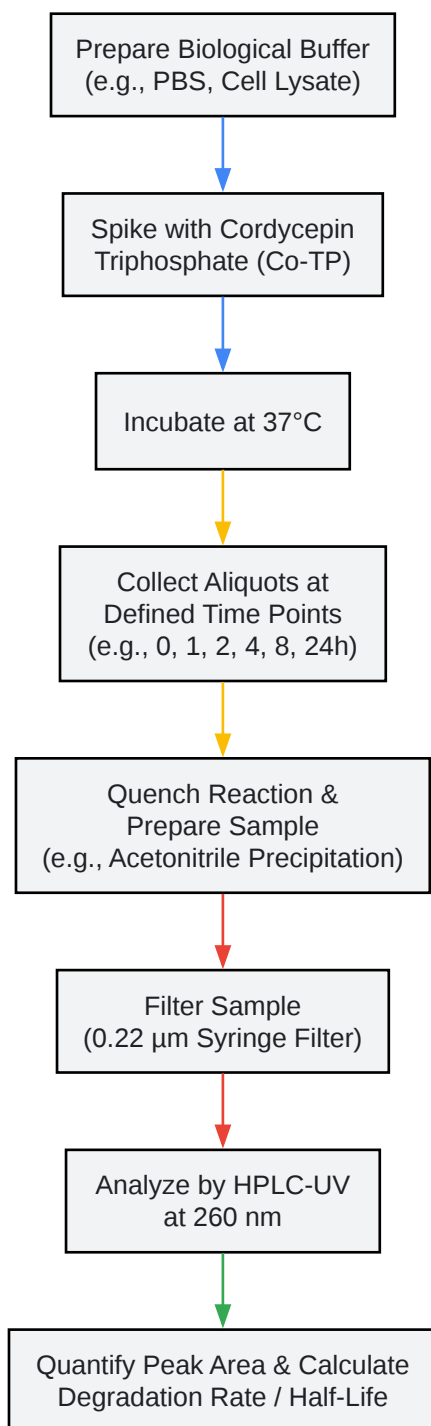 Prepare Biological Buffer
(e.g., PBS, Cell Lysate)
Spike with Cordycepin
Triphosphate (Co-TP)
Incubate at 37°C
Collect Aliquots at
Defined Time Points
(e.g., 0, 1, 2, 4, 8, 24h)
Quench Reaction &
Prepare Sample
(e.g., Acetonitrile Precipitation)
Filter Sample
(0.22 µm Syringe Filter)
Analyze by HPLC-UV
at 260 nm
Quantify Peak Area & Calculate
Degradation Rate / Half-Life